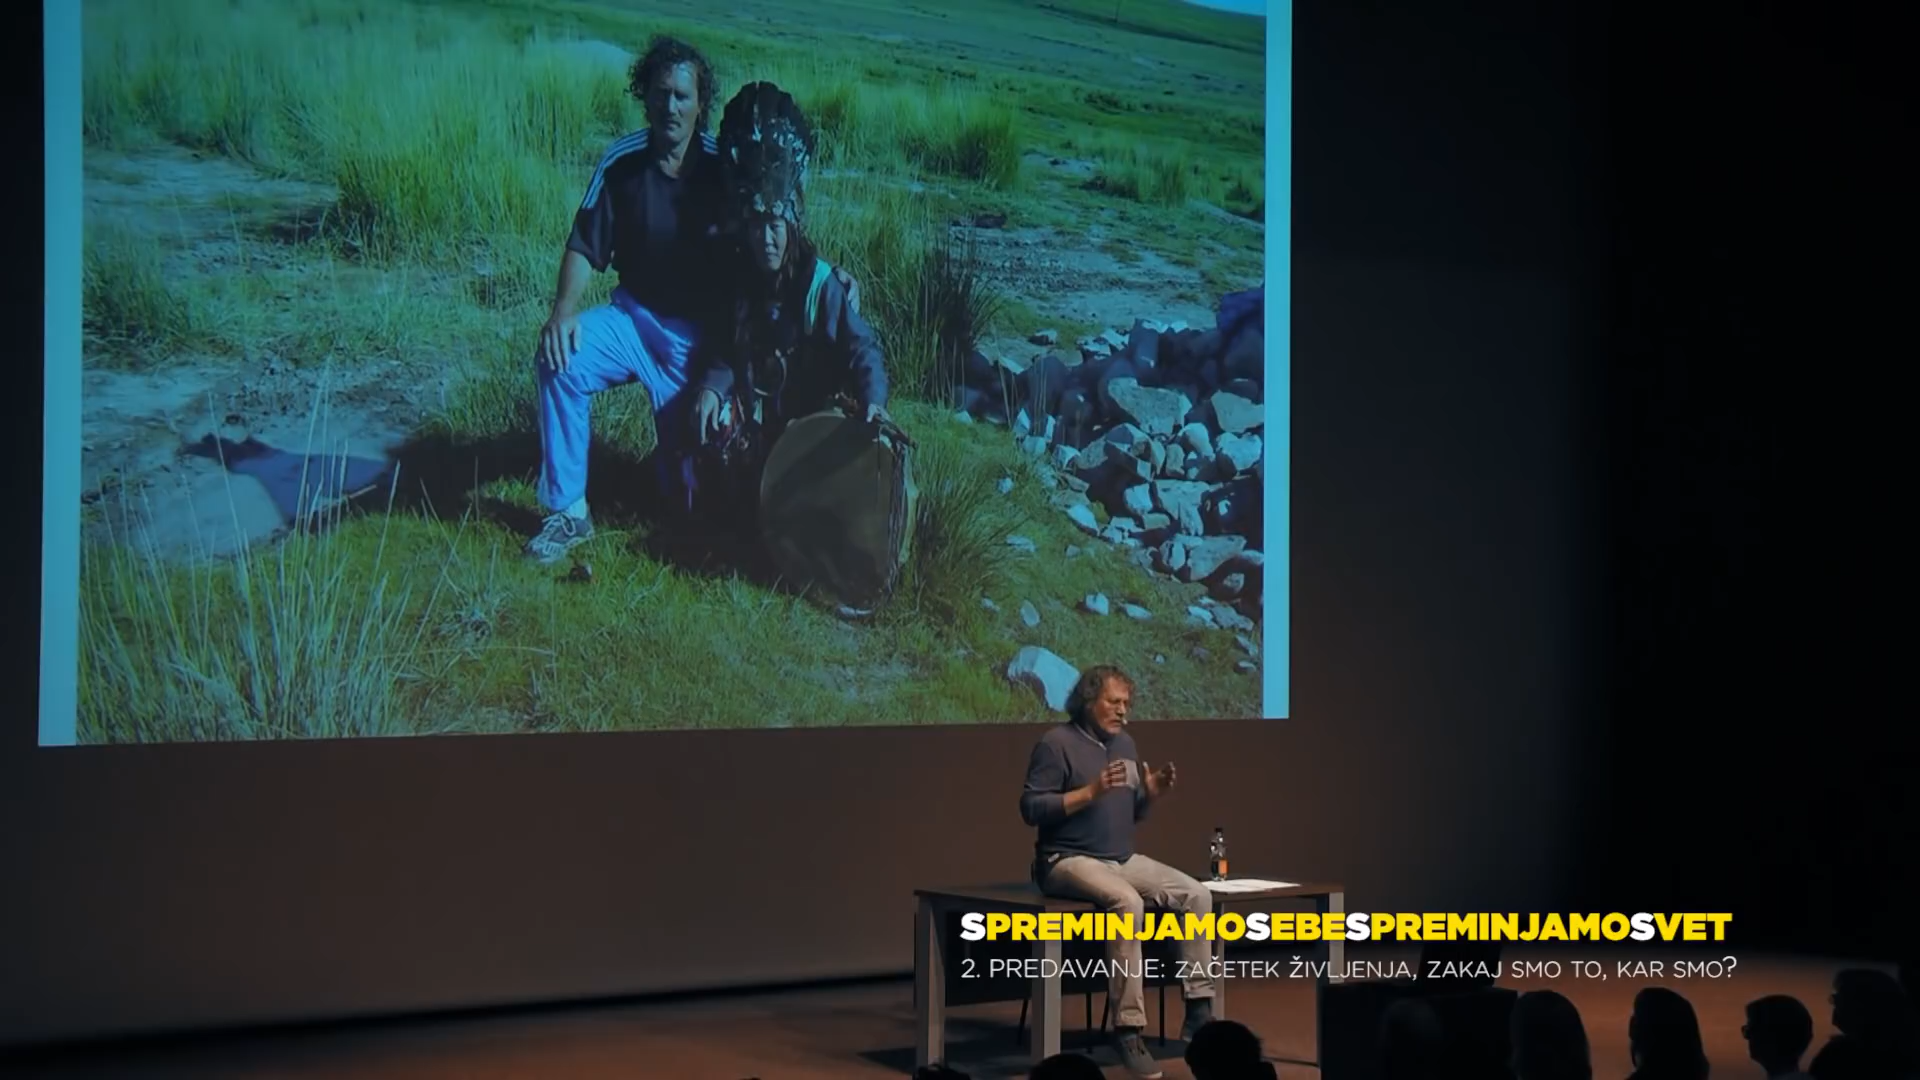 SPREMINJAMOSEBESPREMINJAMOSVET
2. PREDAVANJE: ZAČETEK ŽIVLJENJA, ZAKAJ SMO TO, KAR SMO?